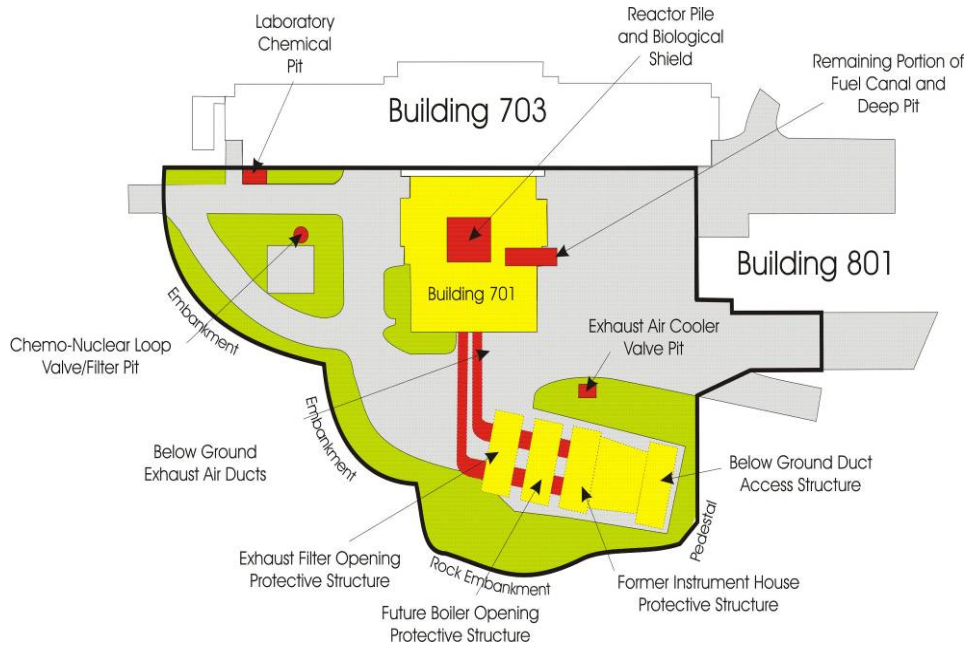 Laboratory
Chemical
Pit
Reactor Pile
and Biological
Shield
Remaining Portion of
Fuel Canal and
Deep Pit
Building 703
Building 801
Building 701
Embankment
Chemo-Nuclear Loop
Valve/Filter Pit
Exhaust Air Cooler
Valve Pit
Embankment
Below Ground
Exhaust Air Ducts
Below Ground Duct
Access Structure
Pedestal
Exhaust Filter Opening
Protective Structure
Rock Embankment
Future Boiler Opening
Protective Structure
Former Instrument House
Protective Structure